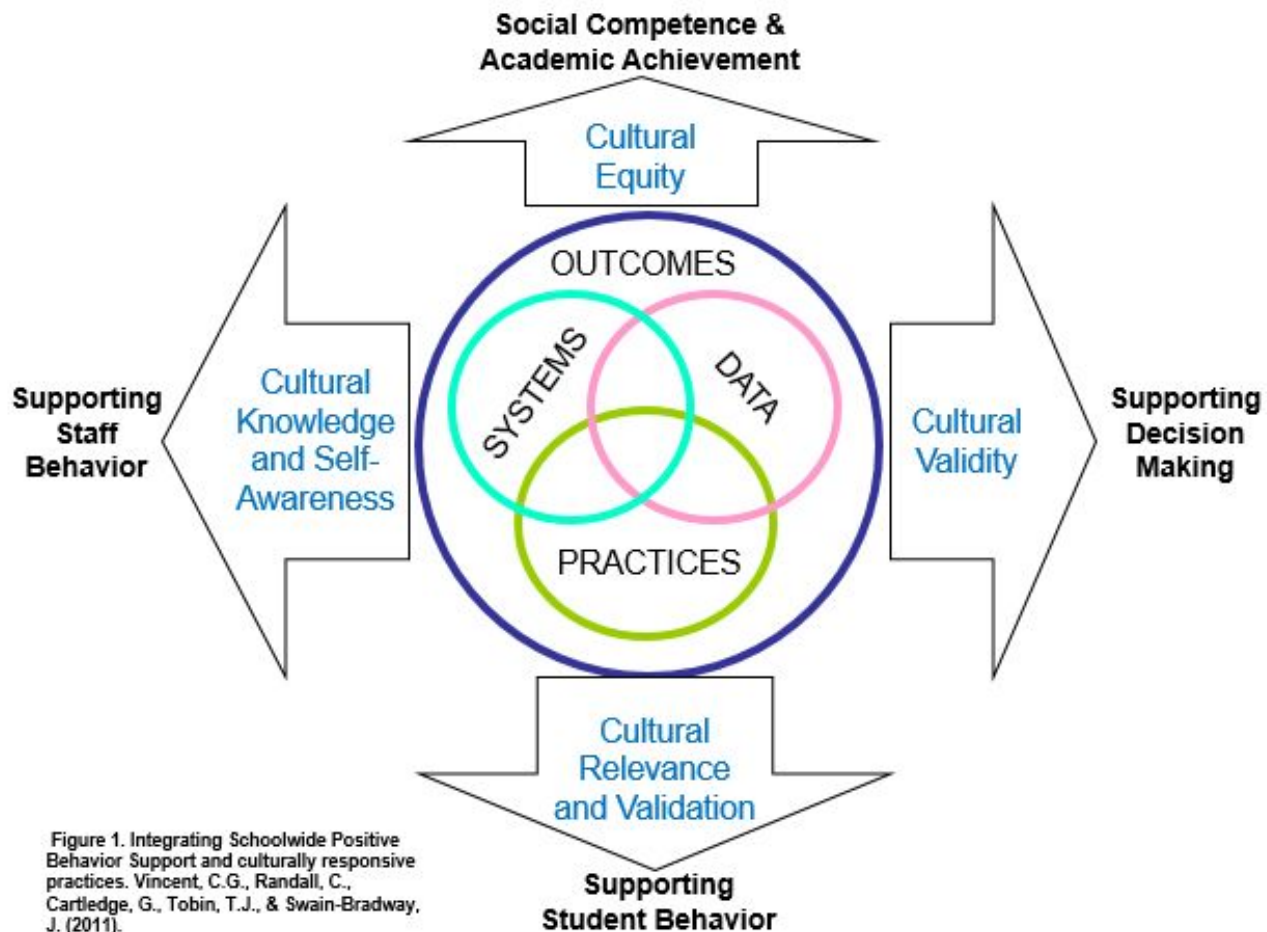 Social Competence &
Academic Achievement
Cultural
Equity
OUTCOMES
SYSTEMS
DATA
PRACTICES
Supporting
Staff
Behavior
Cultural
Knowledge
and Self-
Awareness
Cultural
Validity
Supporting
Decision
Making
Cultural
Relevance
and Validation
Supporting
Student Behavior
Figure 1. Integrating Schoolwide Positive
Behavior Support and culturally responsive
practices. Vincent, C.G., Randall, C.,
Cartledge, G., Tobin, T.J., & Swain-Bradway,
J. (2011).